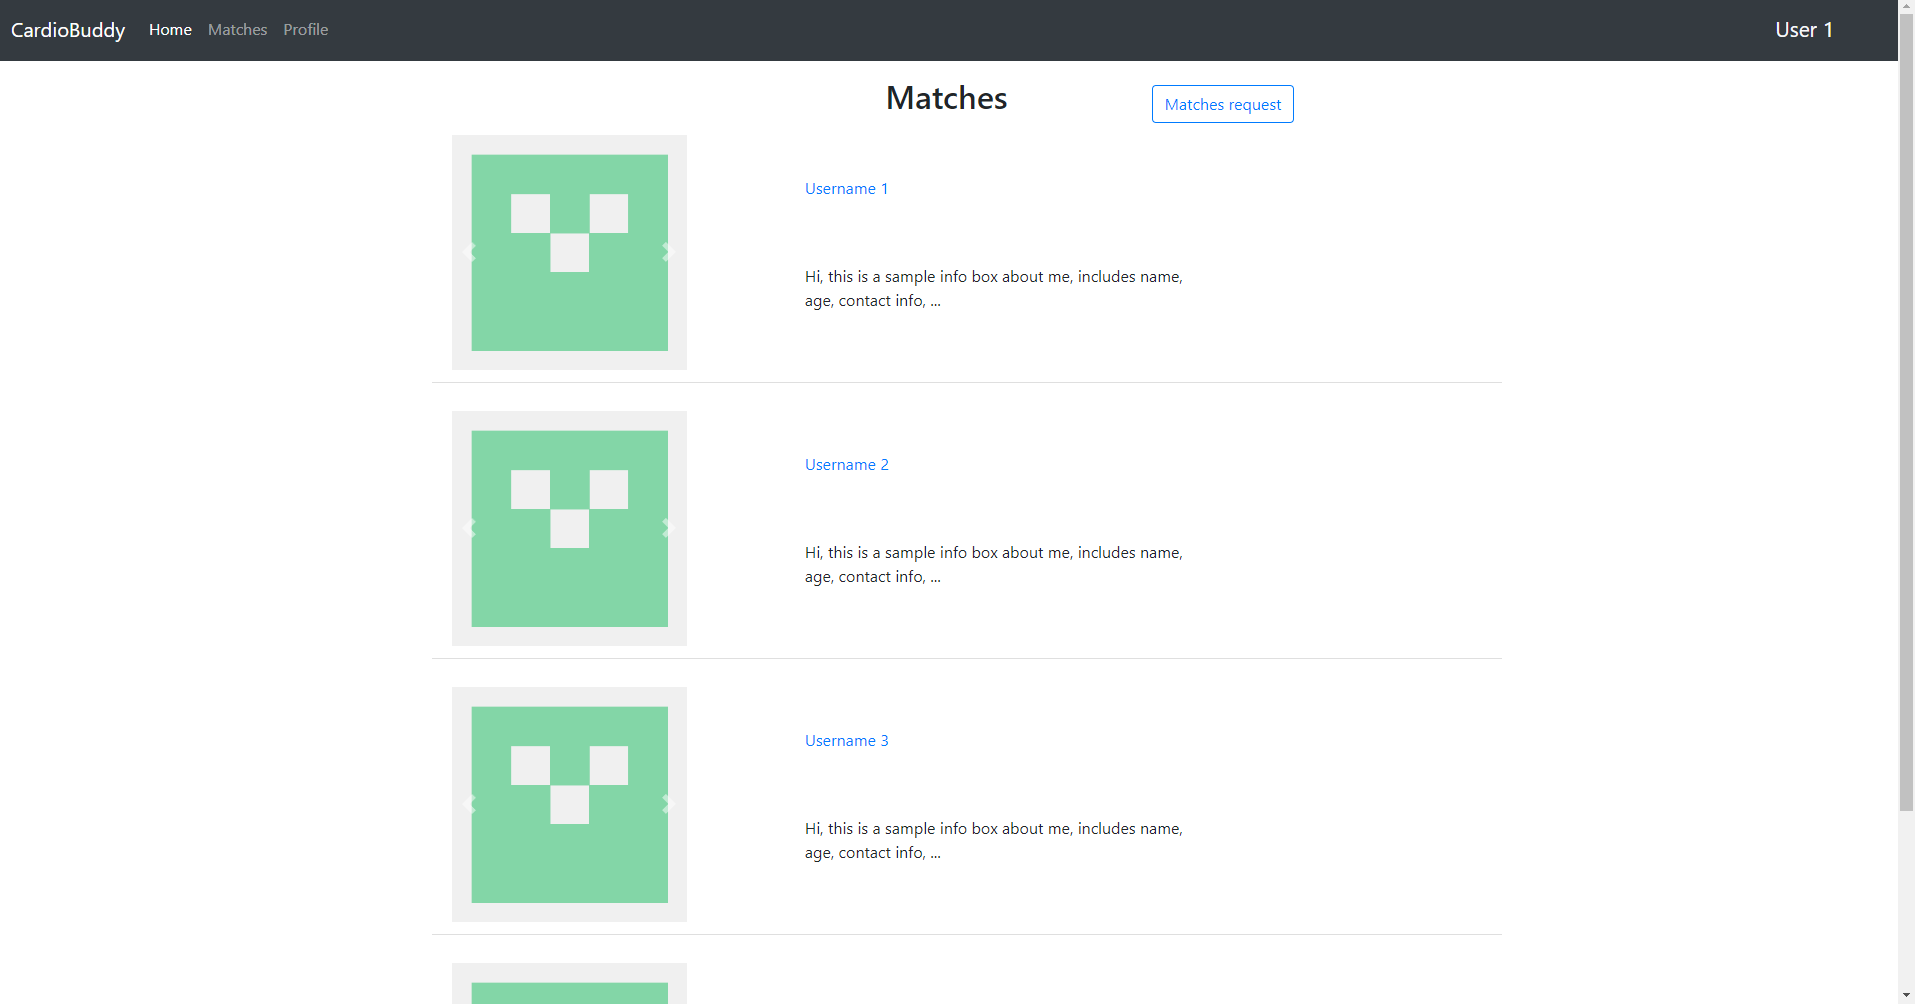 CardioBuddy Home Matches Profile User 1
Matches Matches request
Username 1
Hi, this is a sample info box about me, includes name,
age, contact info, ...
Username 2
Hi, this is a sample info box about me, includes name,
age, contact info, ...
Username 3
Hi, this is a sample info box about me, includes name,
age, contact info, ...